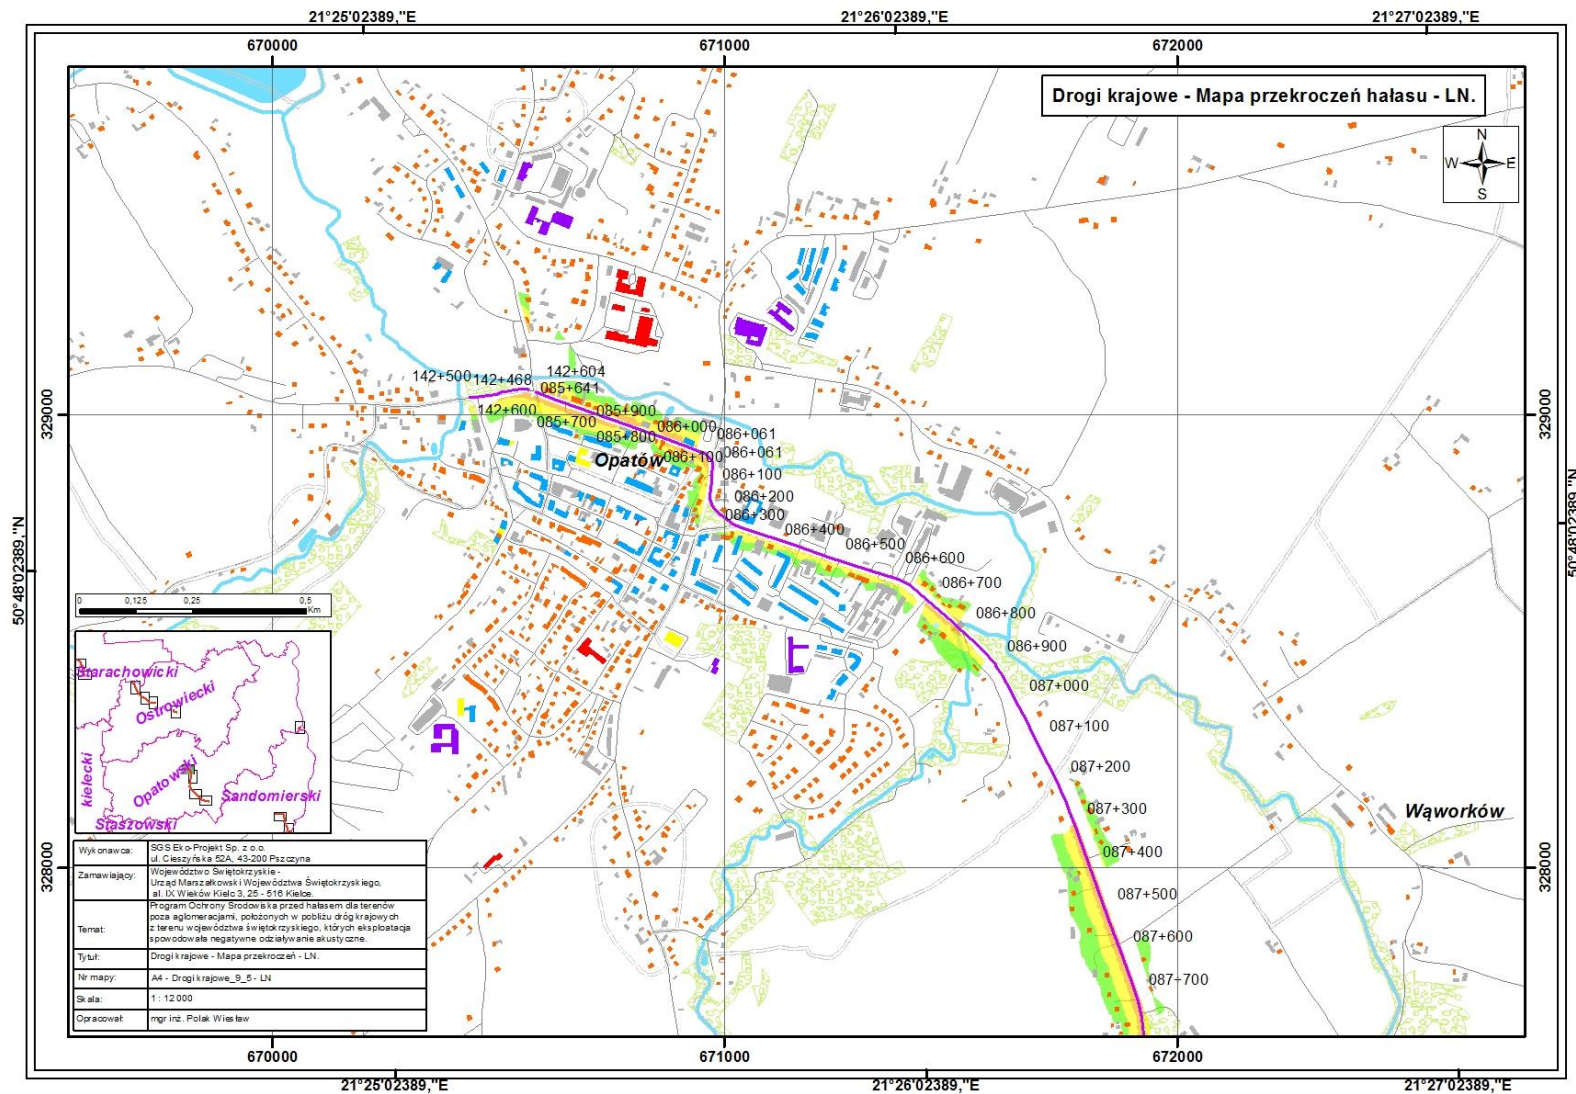 21°25'02389,"E
21°26'02389,"E
21°27'02389,"E
670000
671000
672000
Drogi krajowe - Mapa przekroczeń hałasu - LN.
N
W
E
S
329000
329000
142+500
142+468
142+604
085+641
142+600
085+700
085+900
085+800
086+000
086+061
086+061
Opatów
086+100
086+100
086+200
086+300
086+400
086+500
086+600
086+700
086+800
086+900
087+000
087+100
087+200
087+300
087+400
087+500
087+600
087+700
Wąworków
50°48'02389,"N
50°48'02389,"N
0
0,125
0,25
0,5
Km
Starachowicki
Ostrowiecki
kielecki
Opatowski
Sandomierski
Staszowski
328000
328000
Wykonawca:
SGS Eko-Projekt Sp. z o.o.
ul. Cieszyńska 52A, 43-200 Pszczyna
Zamawiający:
Województwo Świętokrzyskie -
Urząd Marszałkowski Województwa Świętokrzyskiego,
al. IX Wieków Kielc 3, 25 - 516 Kielce.
Temat:
Program Ochrony Środowiska przed hałasem dla terenów
poza aglomeracjami, położonych w pobliżu dróg krajowych
z terenu województwa świętokrzyskiego, których eksploatacja
spowodowała negatywne odziaływanie akustyczne.
Tytuł:
Drogi krajowe - Mapa przekroczeń - LN.
Nr mapy:
A4 - Drogi krajowe_9_5 - LN
Skala:
1 : 12 000
Opracował:
mgr inż. Polak Wiesław
670000
671000
672000
21°25'02389,"E
21°26'02389,"E
21°27'02389,"E